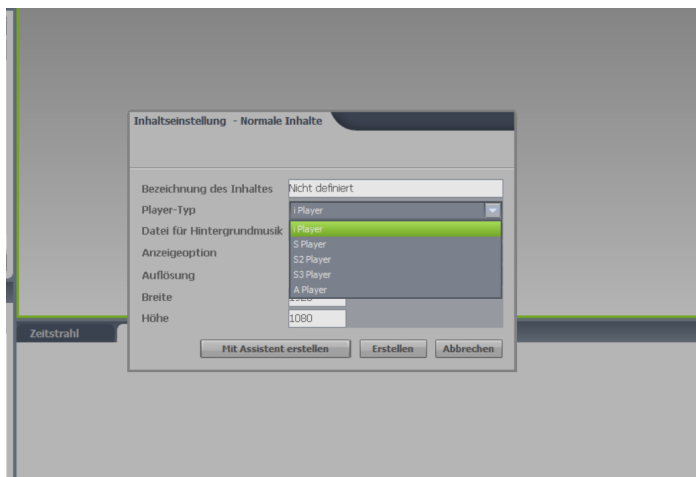 Inhaltseinstellung - Normale Inhalte
Bezeichnung des Inhaltes Nicht definiert
Player-Typ i Player
Datei für Hintergrundmusik i Player
S Player
Anzeigeoption
S2 Player
Auflösung S3 Player
A Player
Breite
Höhe 1080
Zeitstrahl
Mit Assistent erstellen Erstellen Abbrechen